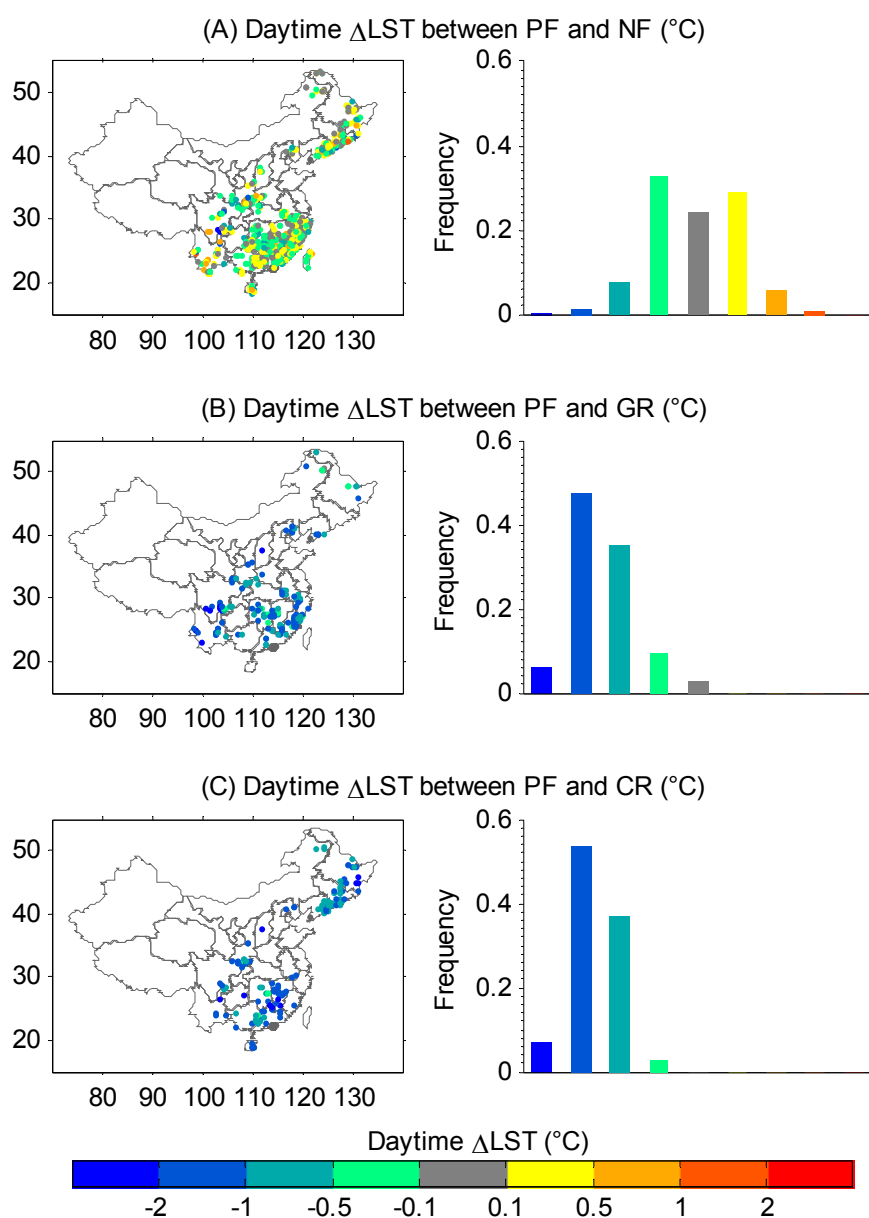 (A) Daytime ΔLST between PF and NF (°C)
50
40
30
20
80 90 100 110 120 130
Frequency
0.6
0.4
0.2
0
(B) Daytime ΔLST between PF and GR (°C)
50
40
30
20
80 90 100 110 120 130
Frequency
0.6
0.4
0.2
0
(C) Daytime ΔLST between PF and CR (°C)
50
40
30
20
80 90 100 110 120 130
Frequency
0.6
0.4
0.2
0
Daytime ΔLST (°C)
-2 -1 -0.5 -0.1 0.1 0.5 1 2